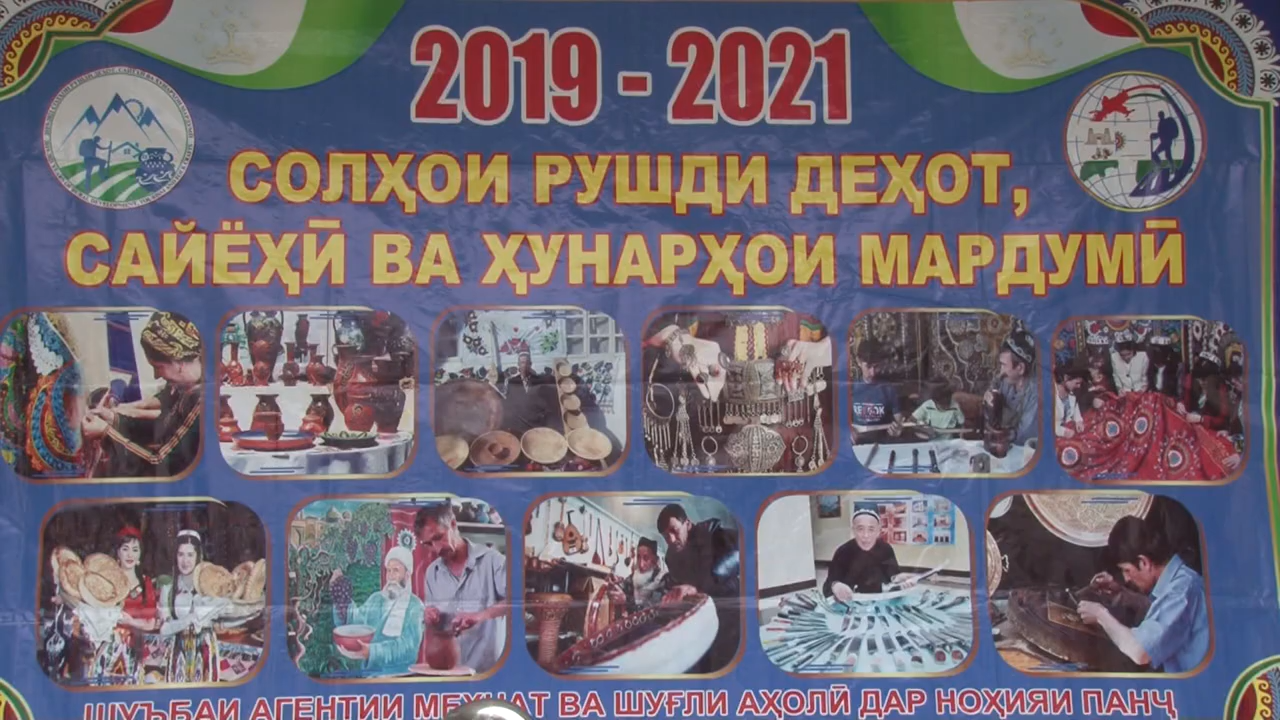 2019 - 2021
СОЛҲОИ РУШДИ ДЕҲОТ,
САЙЁҲӢ ВА ҲУНАРҲОИ МАРДУМӢ
ШУЪБАИ АГЕНТИИ МЕҲНАТ ВА ШУҒЛИ АҲОЛӢ ДАР НОҲИЯИ ПАНҶ